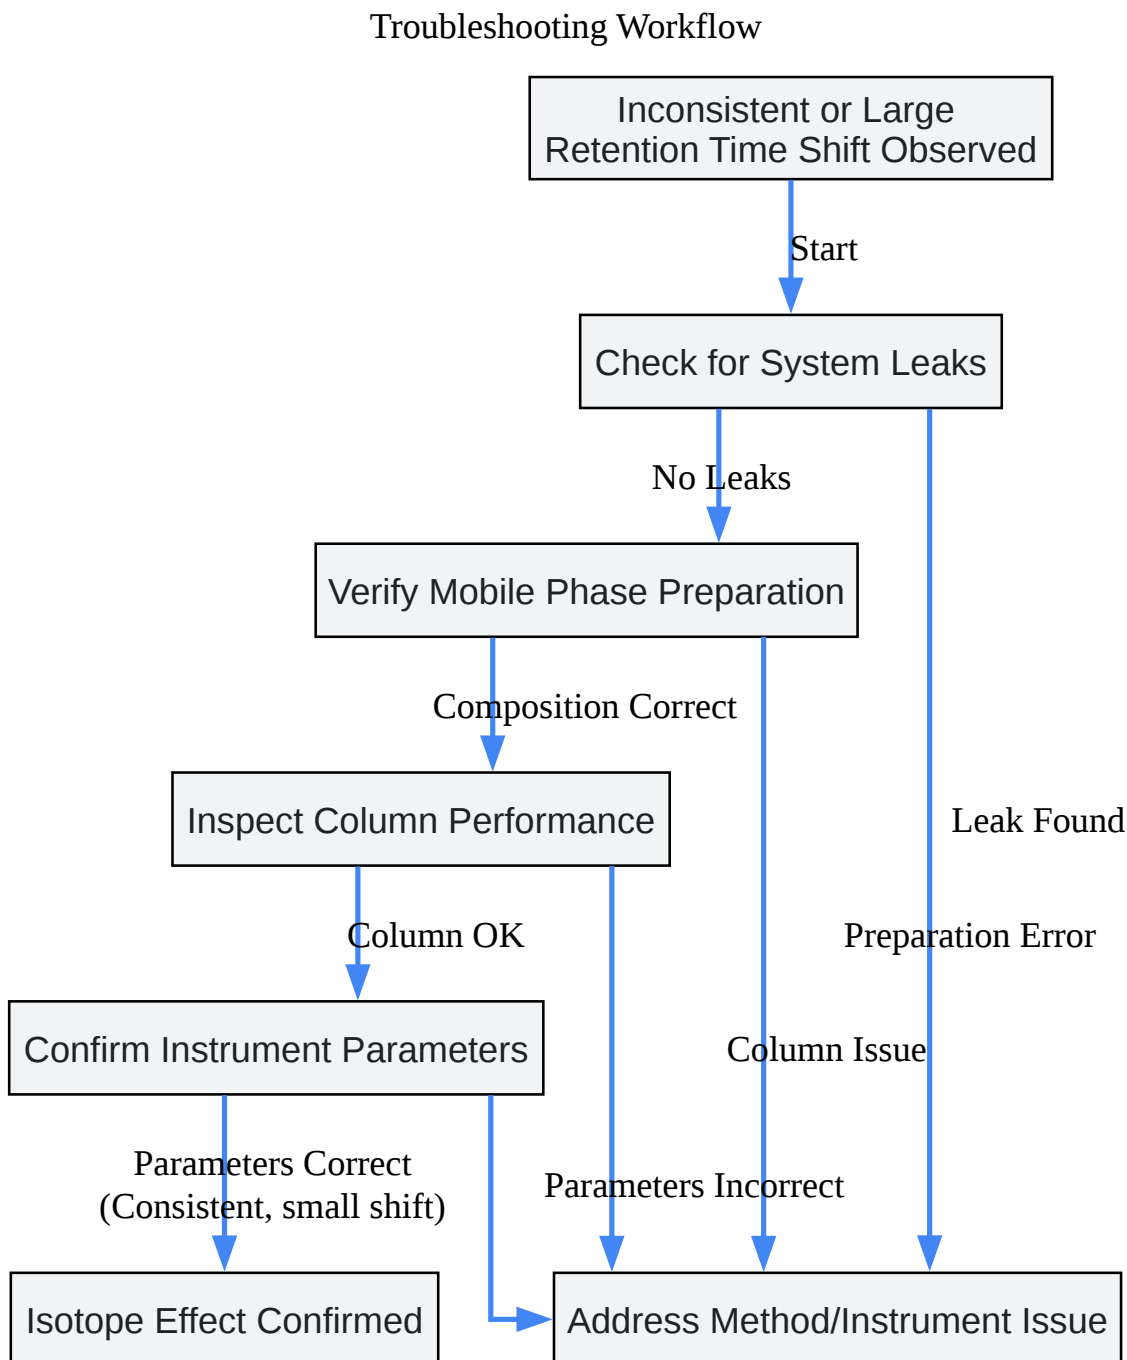 Troubleshooting Workflow
Inconsistent or Large
Retention Time Shift Observed
Start
Check for System Leaks
No Leaks
Verify Mobile Phase Preparation
Composition Correct
Inspect Column Performance
Leak Found
Column OK
Preparation Error
Confirm Instrument Parameters
Column Issue
Parameters Correct
(Consistent, small shift)
Parameters Incorrect
Isotope Effect Confirmed
Address Method/Instrument Issue